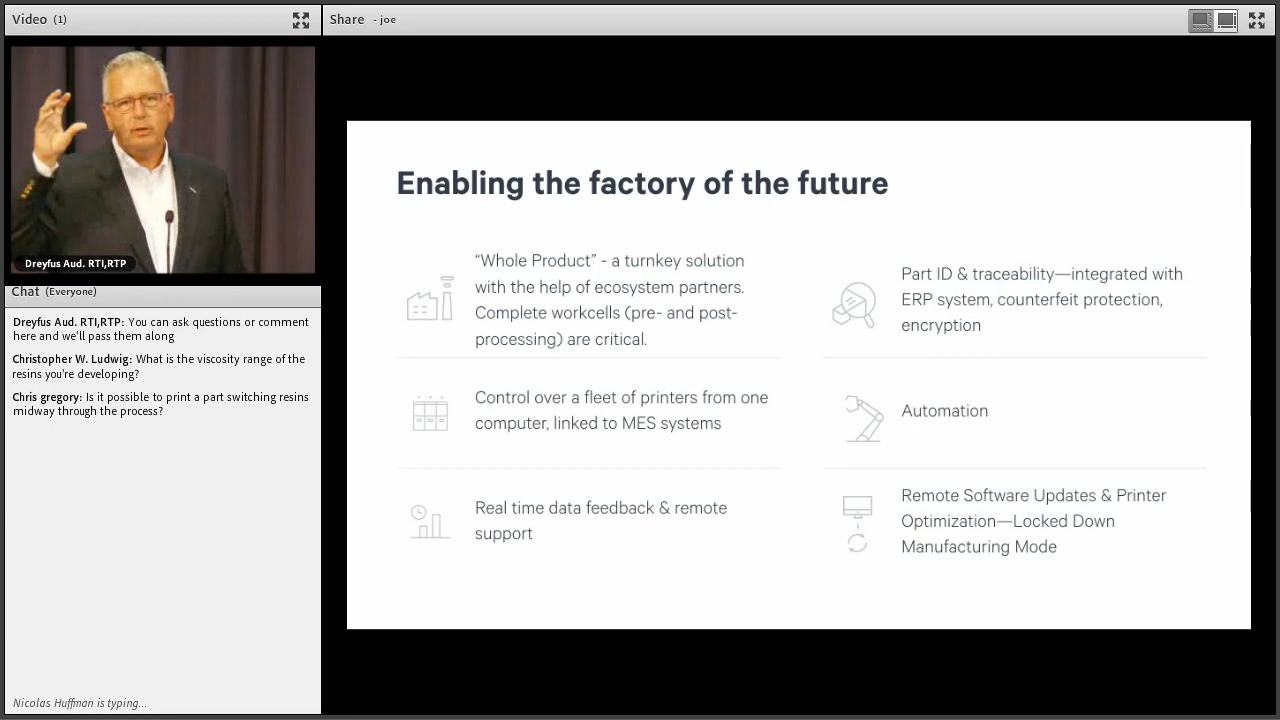 Video (1)
Share - joe
Dreyfus Aud. RTI,RTP
Chat (Everyone)
Dreyfus Aud. RTI,RTP: You can ask questions or comment
here and we'll pass them along
Christopher W. Ludwig: What is the viscosity range of the
resins you're developing?
Chris gregory: Is it possible to print a part switching resins
midway through the process?
Nicolas Huffman is typing...
Enabling the factory of the future
“Whole Product” - a turnkey solution
with the help of ecosystem partners.
Complete workcells (pre- and post-
processing) are critical.
Control over a fleet of printers from one
computer, linked to MES systems
Real time data feedback & remote
support
Part ID & traceability—integrated with
ERP system, counterfeit protection,
encryption
Automation
Remote Software Updates & Printer
Optimization—Locked Down
Manufacturing Mode